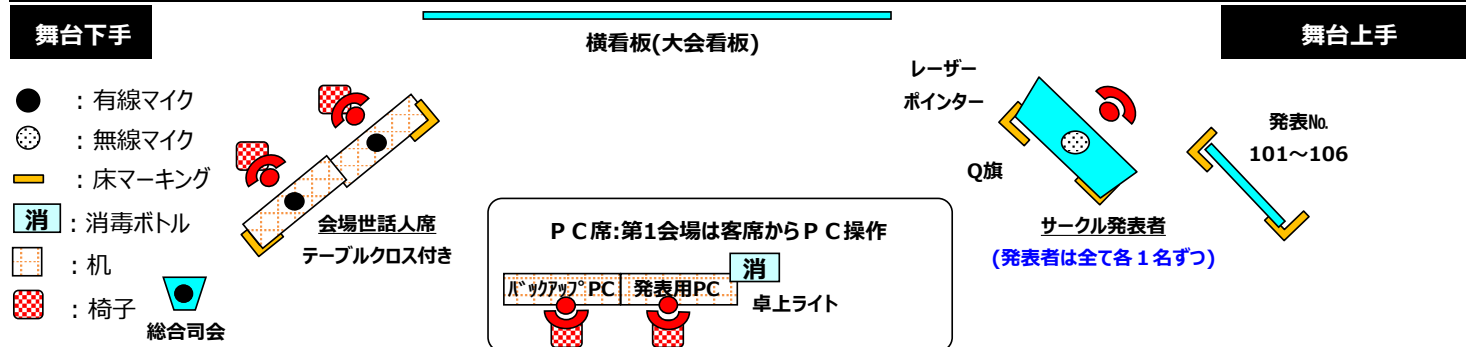 舞台下手
横看板(大会看板)
舞台上手
：有線マイク
：無線マイク
：床マーキング
消
：消毒ボトル
：机
：椅子
総合司会
会場世話人席
テーブルクロス付き
ＰＣ席:第1会場は客席からＰＣ操作
ﾊﾞｯｸｱｯﾌﾟPC
発表用PC
消
卓上ライト
レーザー
ポインター
Q旗
サークル発表者
(発表者は全て各１名ずつ)
発表№
101～106